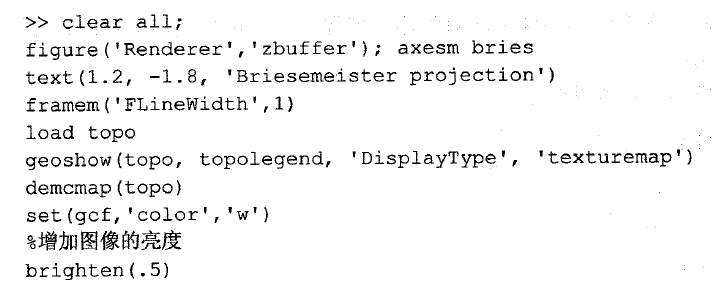 >> clear all;
figure('Renderer','zbuffer'); axesm bries
text(1.2, -1.8, 'Briesemeister projection')
framem('FLineWidth',1)
load topo
geoshow(topo, topolegend, 'DisplayType', 'texturemap')
demcmap(topo)
set(gcf,'color','w')
%增加图像的亮度
brighten(.5)